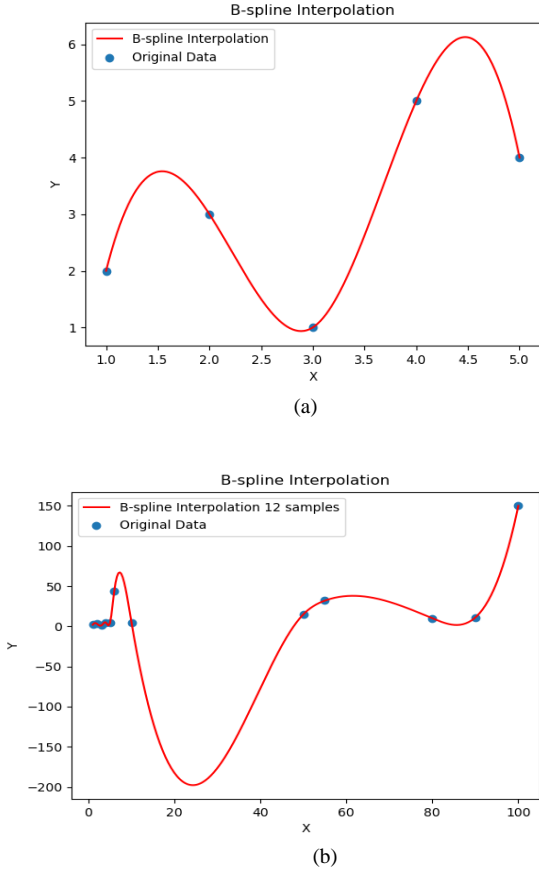 B-spline Interpolation
B-spline Interpolation
Original Data
6
5
4
3
2
1
Y
1.0 1.5 2.0 2.5 3.0 3.5 4.0 4.5 5.0
X
(a)
B-spline Interpolation
B-spline Interpolation 12 samples
Original Data
150
100
50
0
−50
−100
−150
−200
Y
0 20 40 60 80 100
X
(b)